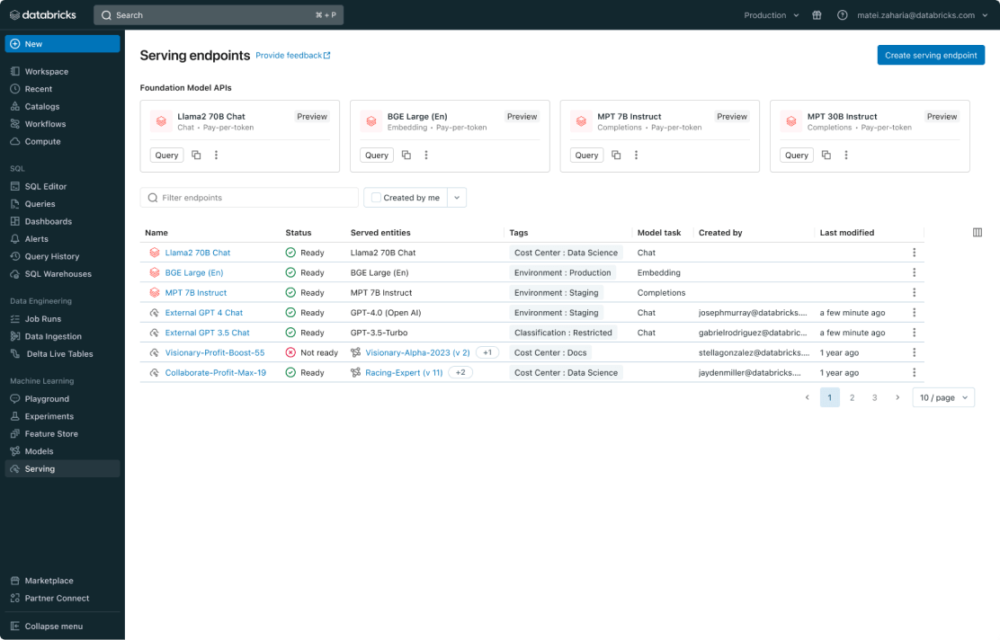 databricks
Search
⌘ + P
Production
matei.zaharia@databricks.com
New
Workspace
Recent
Catalogs
Workflows
Compute
SQL
SQL Editor
Queries
Dashboards
Alerts
Query History
SQL Warehouses
Data Engineering
Job Runs
Data Ingestion
Delta Live Tables
Machine Learning
Playground
Experiments
Feature Store
Models
Serving
Marketplace
Partner Connect
Collapse menu
Serving endpoints Provide feedback
Create serving endpoint
Foundation Model APIs
Llama2 70B Chat Preview
Chat • Pay-per-token
Query
BGE Large (En) Preview
Embedding • Pay-per-token
Query
MPT 7B Instruct Preview
Completions • Pay-per-token
Query
MPT 30B Instruct Preview
Completions • Pay-per-token
Query
Filter endpoints
Created by me
Name Status Served entities Tags Model task Created by Last modified
Llama2 70B Chat Ready Llama2 70B Chat Cost Center : Data Science Chat
BGE Large (En) Ready BGE Large (En) Environment : Production Embedding
MPT 7B Instruct Ready MPT 7B Instruct Environment : Staging Completions
External GPT 4 Chat Ready GPT-4.0 (Open AI) Environment : Staging Chat josephmurray@databricks.... a few minute ago
External GPT 3.5 Chat Ready GPT-3.5-Turbo Classification : Restricted Chat gabrielrodriguez@databric... a few minute ago
Visionary-Profit-Boost-55 Not ready Visionary-Alpha-2023 (v 2) +1 Cost Center : Docs stellagonzalez@databricks.... 1 year ago
Collaborate-Profit-Max-19 Ready Racing-Expert (v 11) +2 Cost Center : Data Science jaydenmiller@databricks.... 1 year ago
1 2 3 10 / page